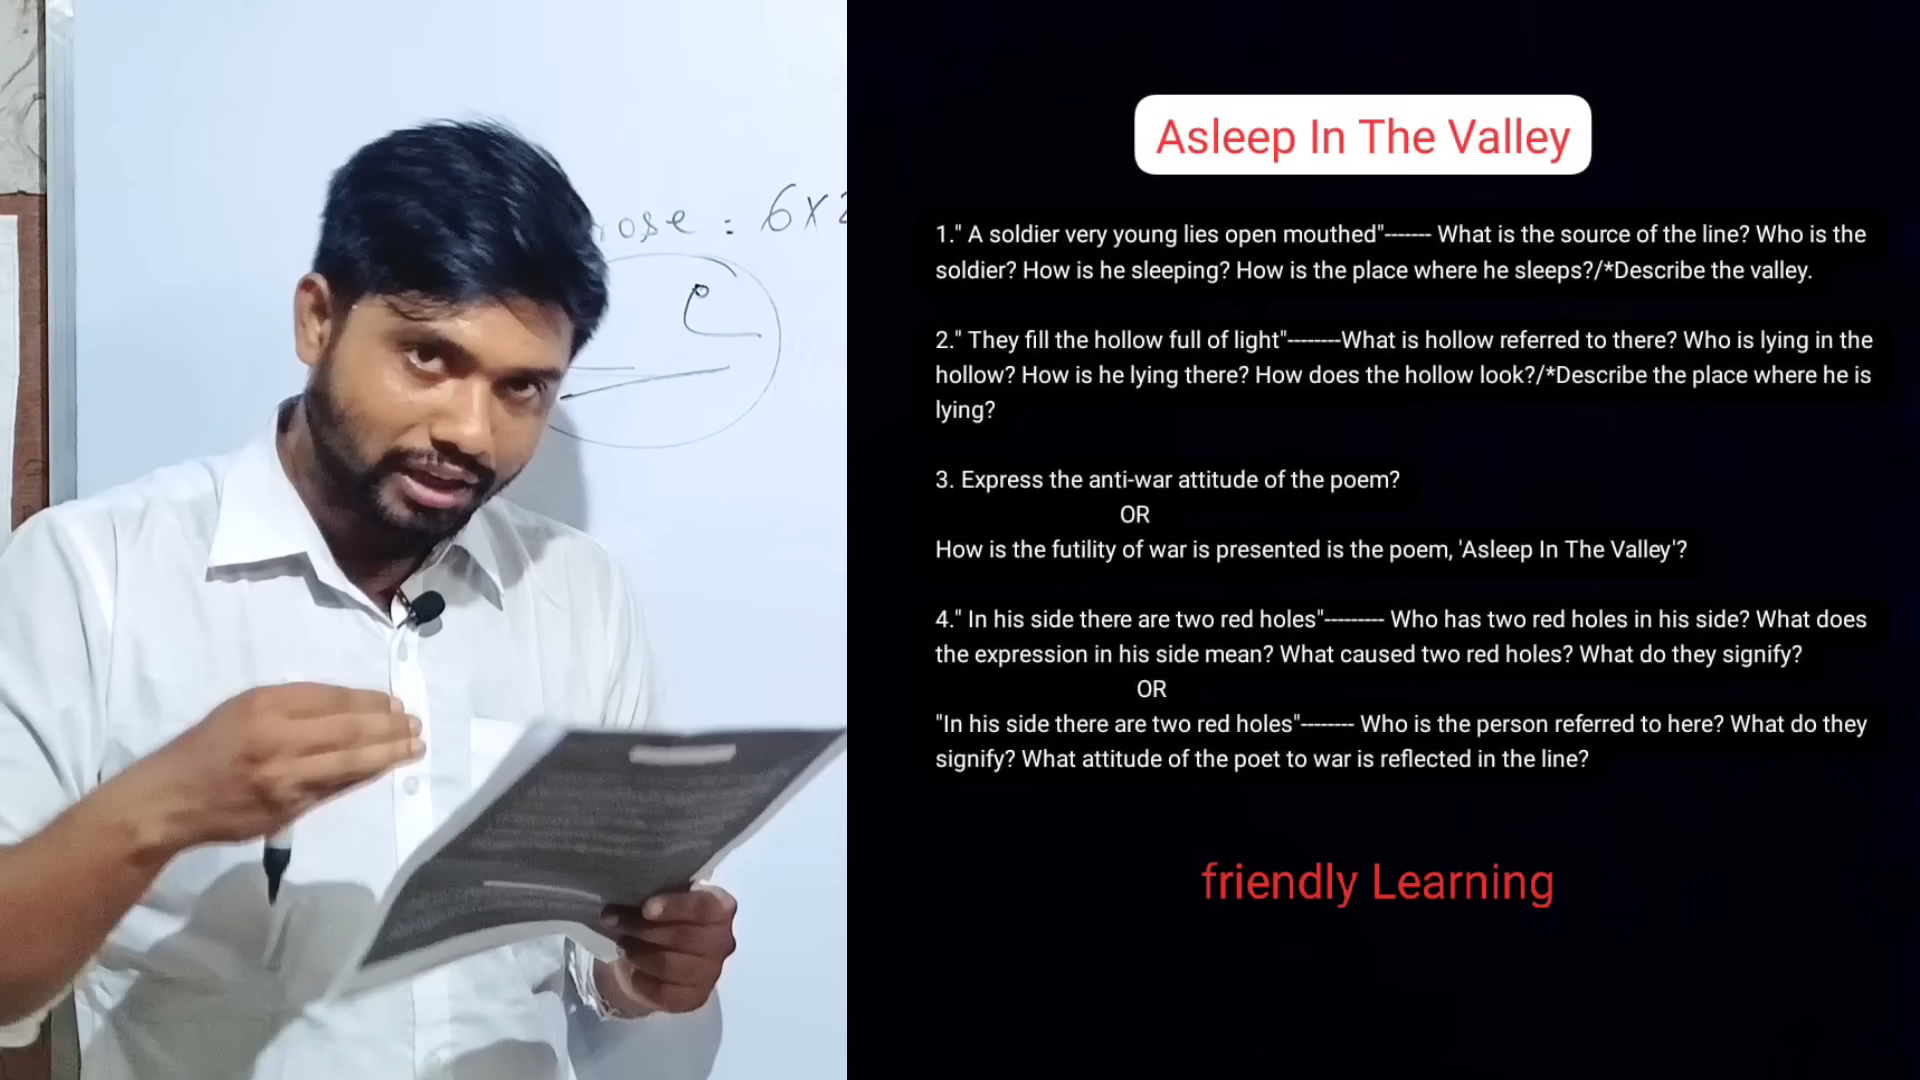 rose : 6x2
Asleep In The Valley
1." A soldier very young lies open mouthed"------- What is the source of the line? Who is the
soldier? How is he sleeping? How is the place where he sleeps?/*Describe the valley.
2." They fill the hollow full of light"--------What is hollow referred to there? Who is lying in the
hollow? How is he lying there? How does the hollow look?/*Describe the place where he is
lying?
3. Express the anti-war attitude of the poem?
OR
How is the futility of war is presented is the poem, 'Asleep In The Valley'?
4." In his side there are two red holes"--------- Who has two red holes in his side? What does
the expression in his side mean? What caused two red holes? What do they signify?
OR
"In his side there are two red holes"-------- Who is the person referred to here? What do they
signify? What attitude of the poet to war is reflected in the line?
friendly Learning